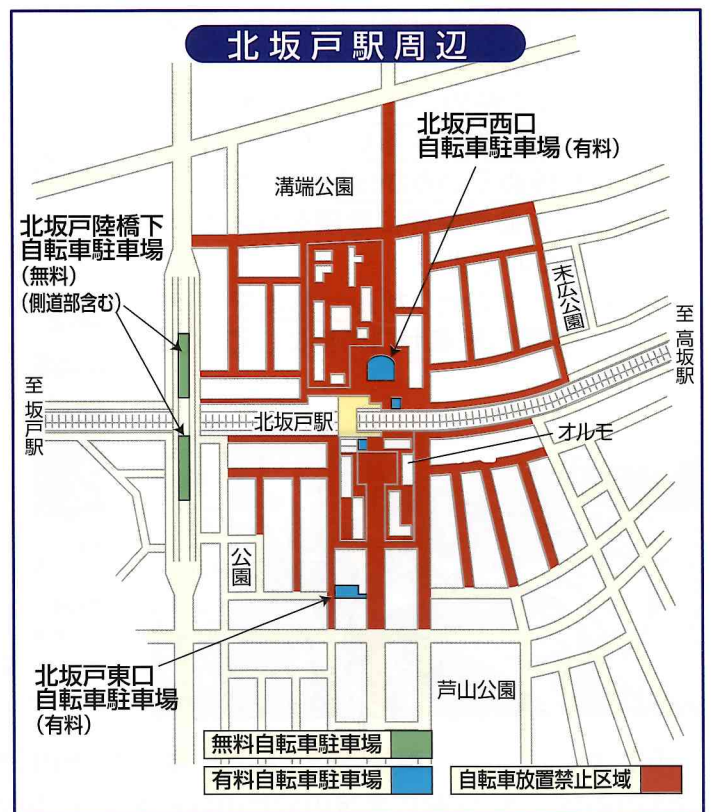 北坂戸駅周辺
北坂戸西口
自転車駐車場(有料)
溝端公園
北坂戸陸橋下
自転車駐車場
(無料)
(側道部含む)
末広公園
至 高坂駅
至 坂戸駅
北坂戸駅
オルモ
公園
北坂戸東口
自転車駐車場
(有料)
芦山公園
無料自転車駐車場
有料自転車駐車場
自転車放置禁止区域